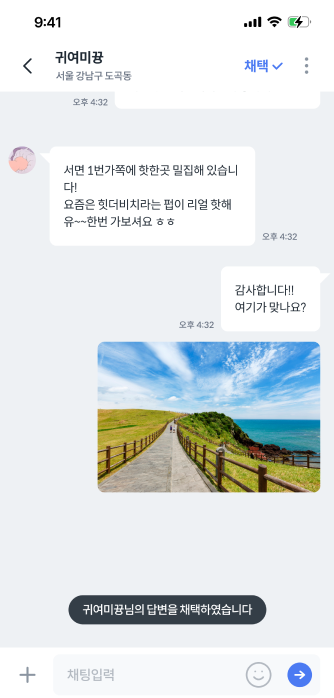 9:41
귀여미뀽
서울 강남구 도곡동
채택
오후 4:32
서면 1번가쪽에 핫한곳 밀집해 있습니
다!
요즘은 힛더비치라는 펍이 리얼 핫해
유~~한번 가보셔요 ㅎㅎ
오후 4:32
감사합니다!!
여기가 맞나요?
오후 4:32
귀여미뀽님의 답변을 채택하였습니다
채팅입력